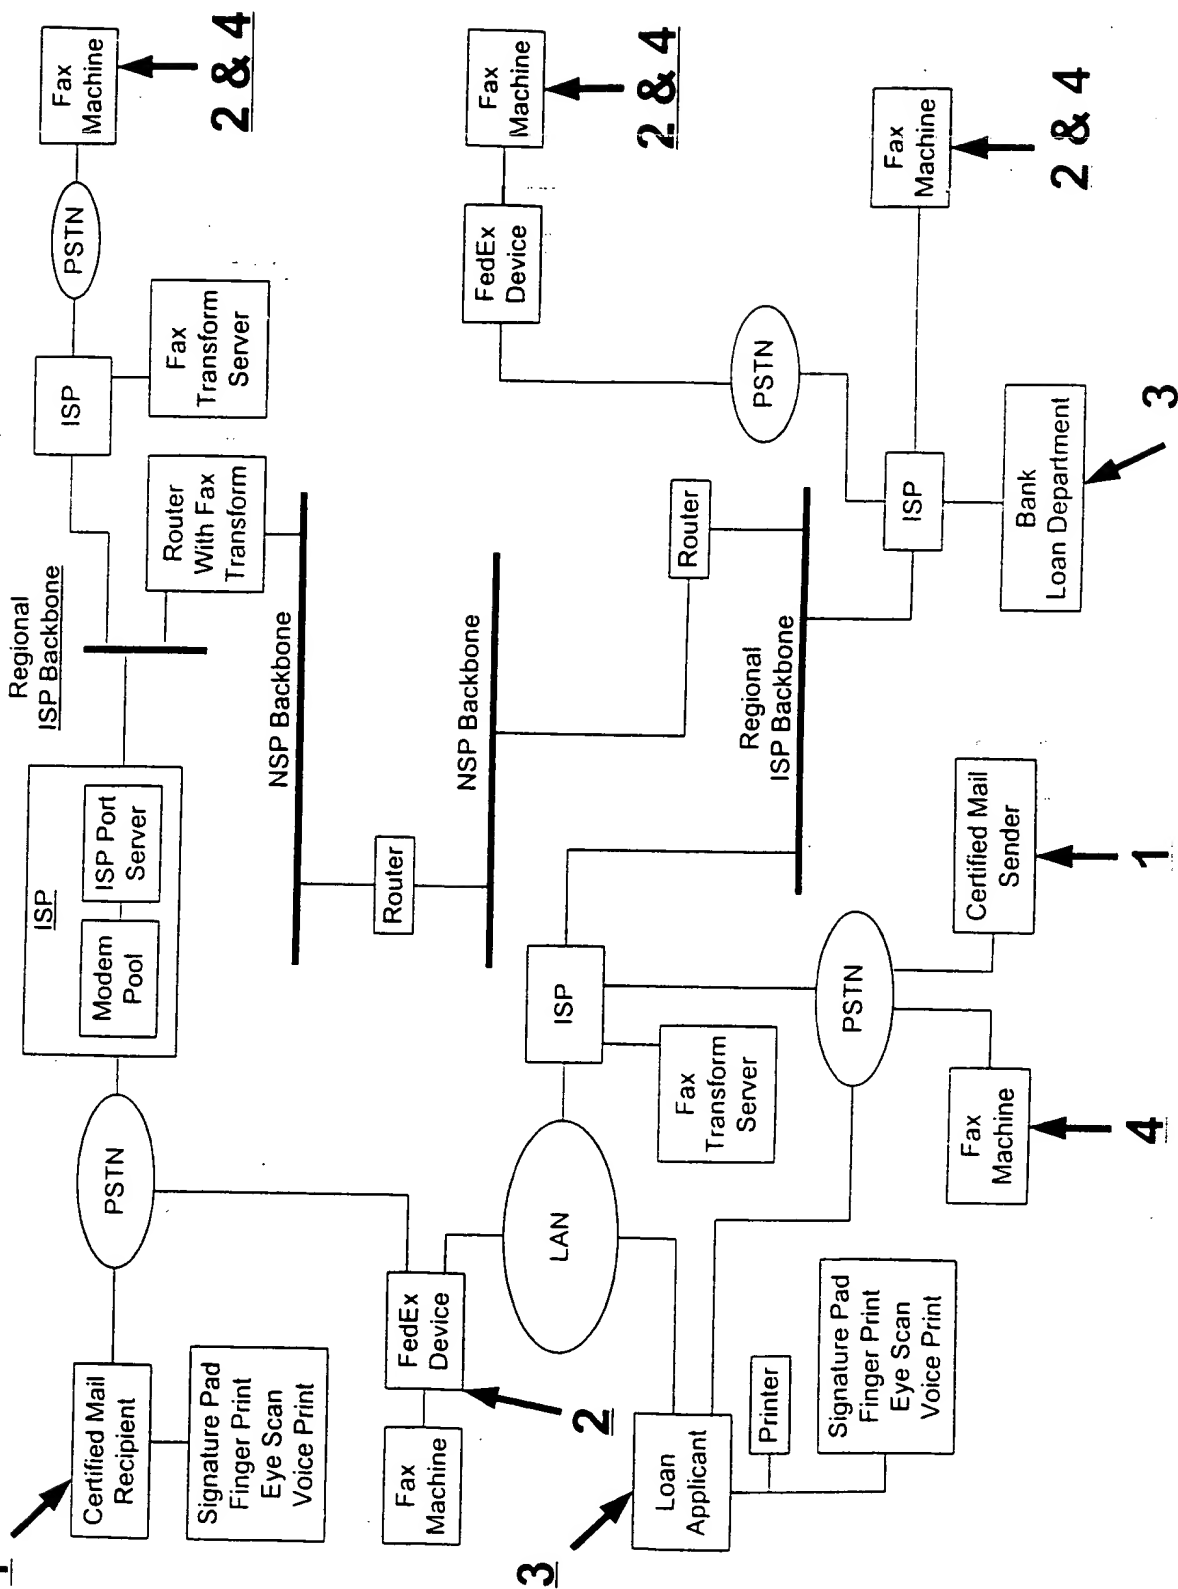 1
Certified Mail
Recipient
Signature Pad
Finger Print
Eye Scan
Voice Print
PSTN
ISP
Modem
Pool
ISP Port
Server
Regional
ISP Backbone
ISP
PSTN
Fax
Machine
2 & 4
Fax
Transform
Server
Router
With Fax
Transform
NSP Backbone
Router
NSP Backbone
Fax
Machine
FedEx
Device
2
LAN
ISP
Fax
Transform
Server
Router
Regional
ISP Backbone
PSTN
FedEx
Device
Fax
Machine
2 & 4
3
Loan
Applicant
Printer
Signature Pad
Finger Print
Eye Scan
Voice Print
PSTN
Fax
Machine
4
Certified Mail
Sender
1
ISP
Fax
Machine
2 & 4
Bank
Loan Department
3